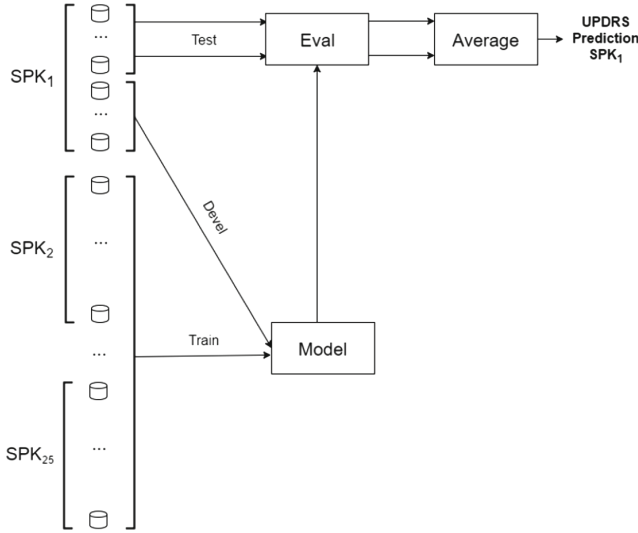 UPDRS
Prediction
SPK₁
...
Test
Eval
Average
SPK₁
...
Devel
SPK₂
...
...
Train
Model
SPK₂₅
...